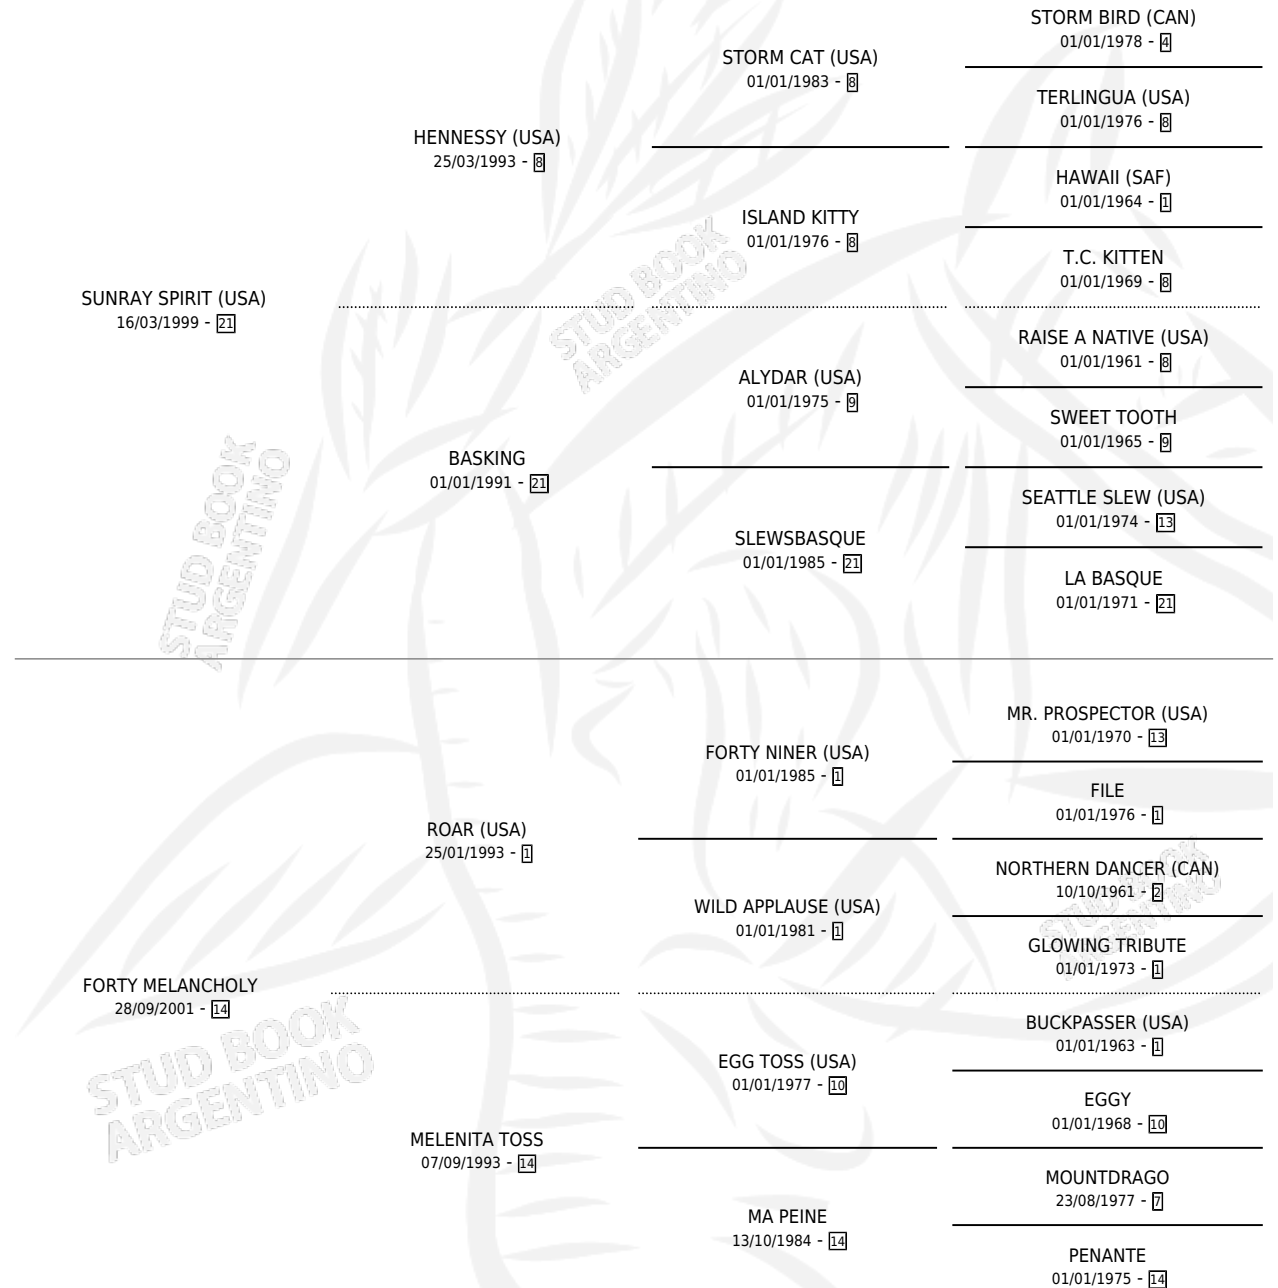 STORM BIRD (CAN)
01/01/1978 - 4
STORM CAT (USA)
01/01/1983 - 8
TERLINGUA (USA)
01/01/1976 - 8
HENNESSY (USA)
25/03/1993 - 8
HAWAII (SAF)
01/01/1964 - 1
ISLAND KITTY
01/01/1976 - 8
T.C. KITTEN
01/01/1969 - 8
SUNRAY SPIRIT (USA)
16/03/1999 - 21
RAISE A NATIVE (USA)
01/01/1961 - 8
ALYDAR (USA)
01/01/1975 - 9
SWEET TOOTH
01/01/1965 - 9
BASKING
01/01/1991 - 21
SEATTLE SLEW (USA)
01/01/1974 - 13
SLEWSBASQUE
01/01/1985 - 21
LA BASQUE
01/01/1971 - 21
MR. PROSPECTOR (USA)
01/01/1970 - 13
FORTY NINER (USA)
01/01/1985 - 1
FILE
01/01/1976 - 1
ROAR (USA)
25/01/1993 - 1
NORTHERN DANCER (CAN)
10/10/1961 - 2
WILD APPLAUSE (USA)
01/01/1981 - 1
GLOWING TRIBUTE
01/01/1973 - 1
FORTY MELANCHOLY
28/09/2001 - 14
BUCKPASSER (USA)
01/01/1963 - 1
EGG TOSS (USA)
01/01/1977 - 10
EGGY
01/01/1968 - 10
MELENITA TOSS
07/09/1993 - 14
MOUNTDRAGO
23/08/1977 - 7
MA PEINE
13/10/1984 - 14
PENANTE
01/01/1975 - 14
STUD BOOK
ARGENTINO
STUD BOOK
ARGENTINO
STUD BOOK
ARGENTINO
STUD BOOK
ARGENTINO